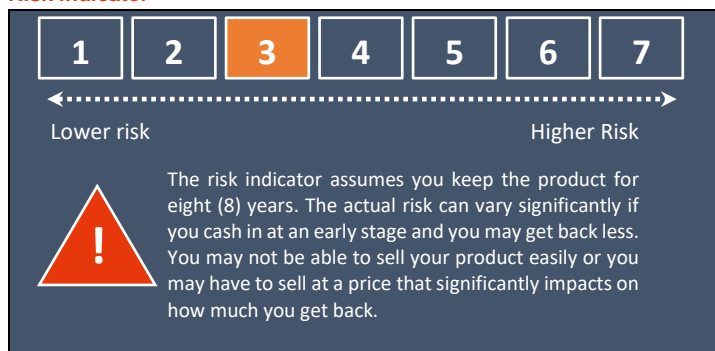 Risk Indicator
1 2 3 4 5 6 7
Lower risk Higher Risk
The risk indicator assumes you keep the product for
eight (8) years. The actual risk can vary significantly if
you cash in at an early stage and you may get back less.
You may not be able to sell your product easily or you
may have to sell at a price that significantly impacts on
how much you get back.
!